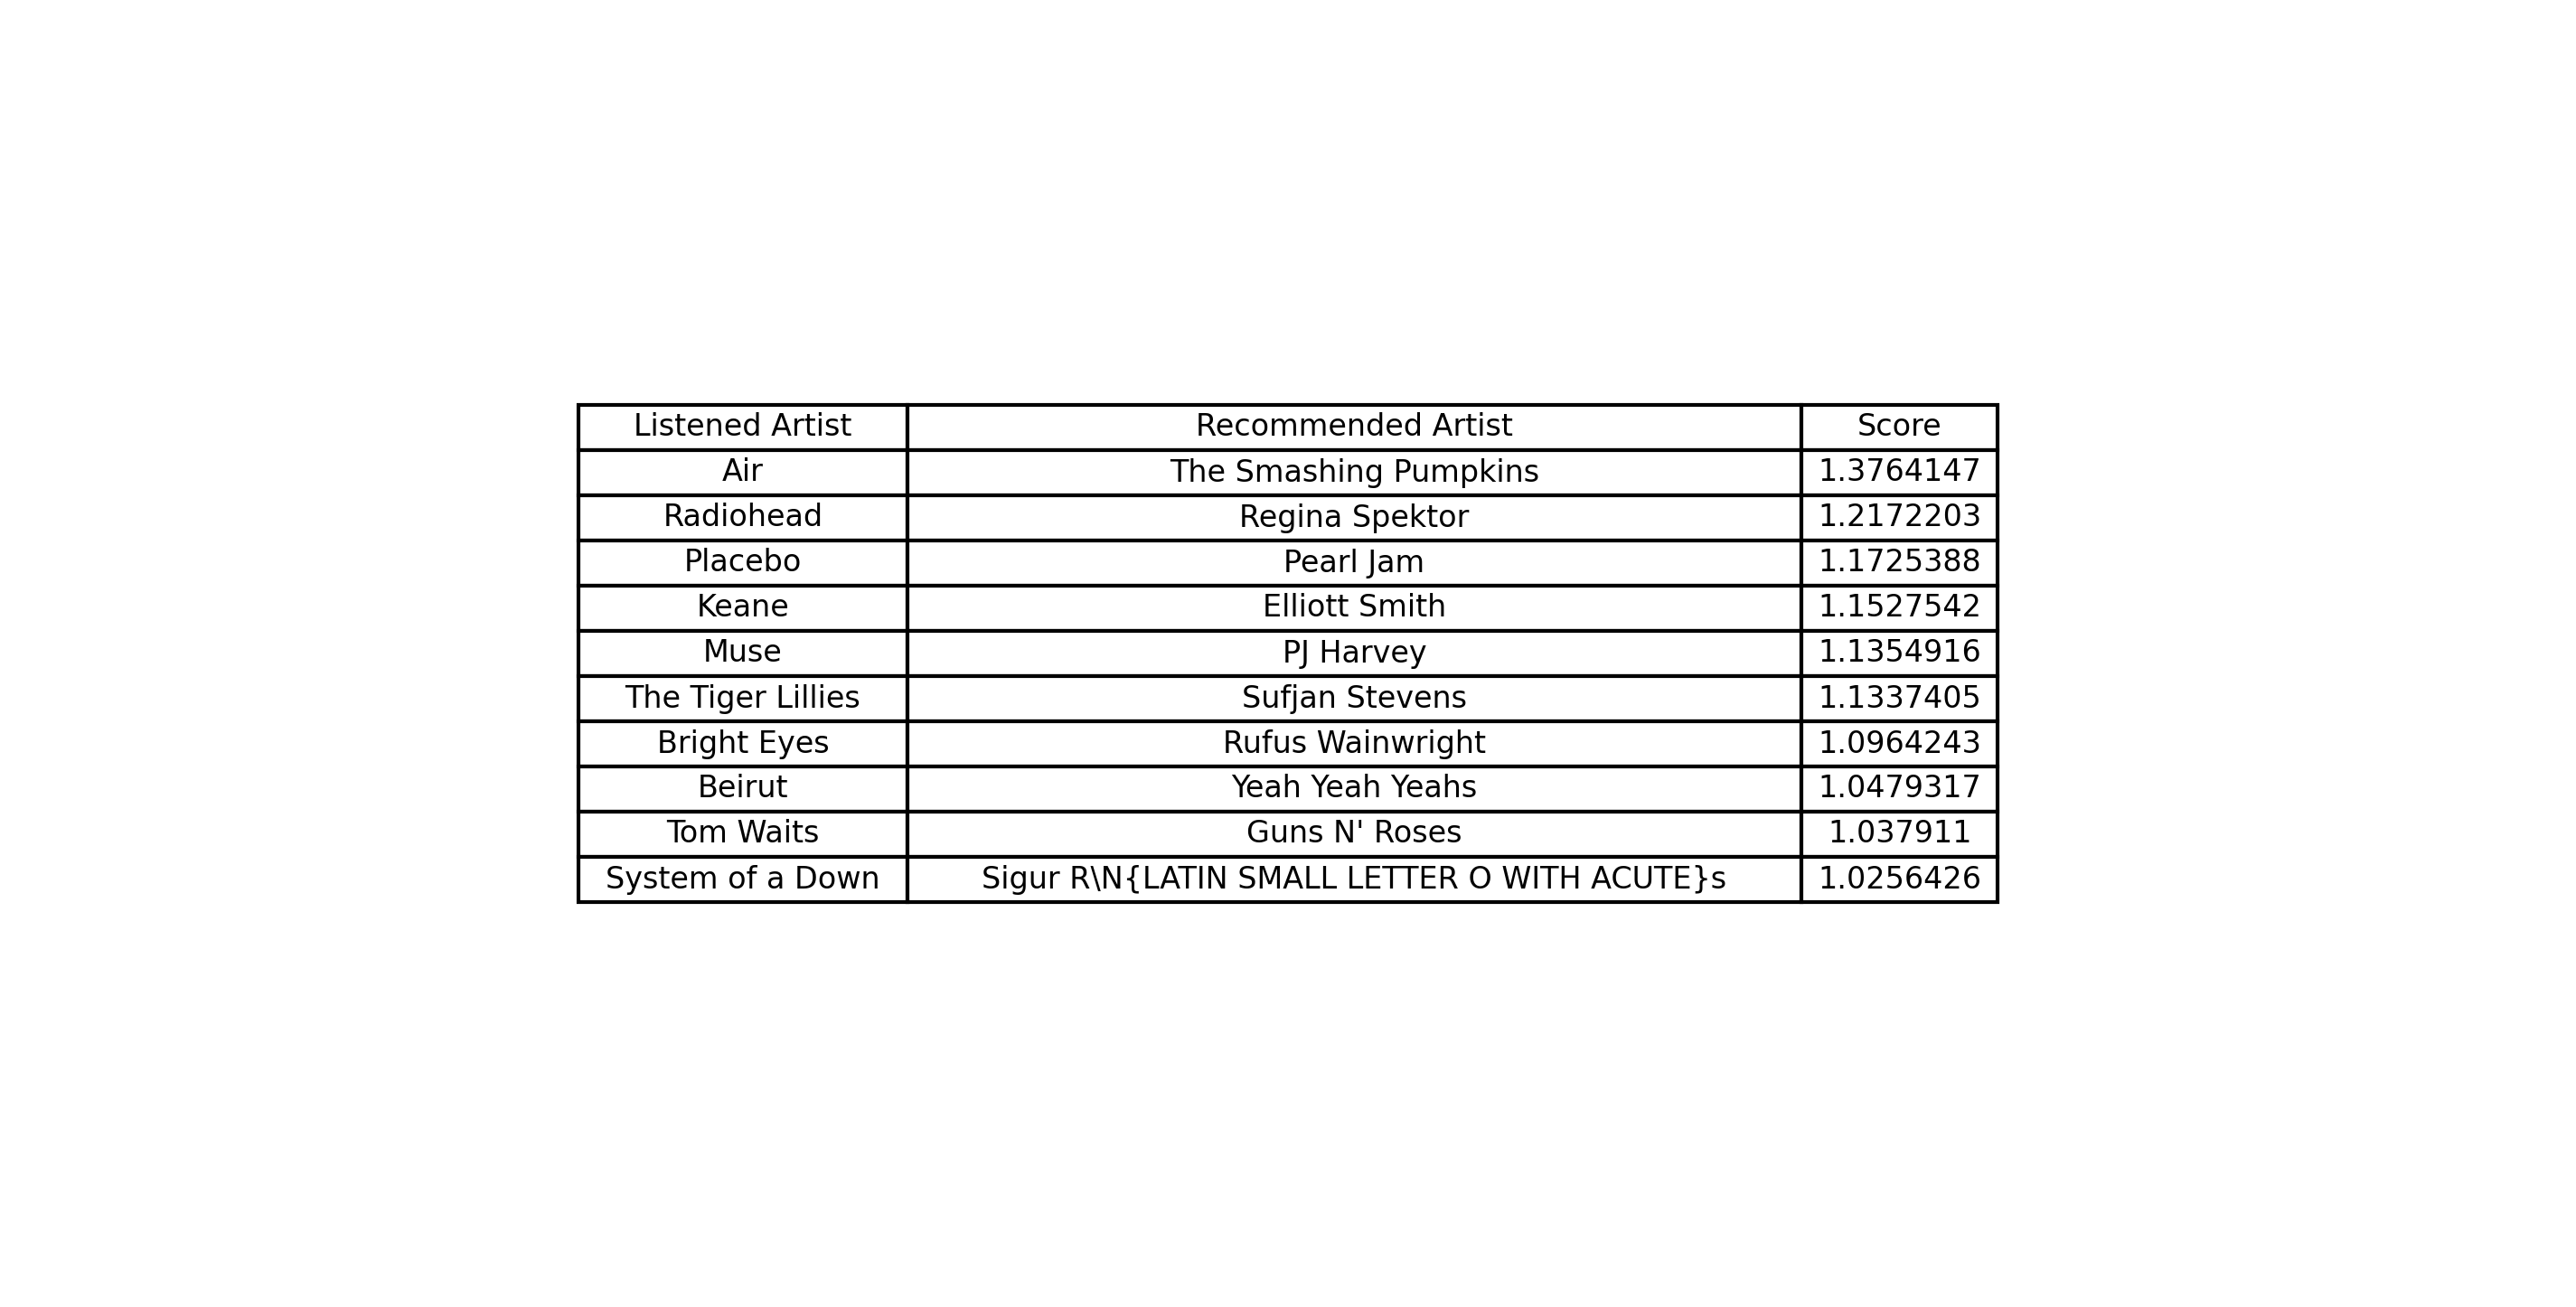 Listened Artist Recommended Artist Score
Air The Smashing Pumpkins 1.3764147
Radiohead Regina Spektor 1.2172203
Placebo Pearl Jam 1.1725388
Keane Elliott Smith 1.1527542
Muse PJ Harvey 1.1354916
The Tiger Lillies Sufjan Stevens 1.1337405
Bright Eyes Rufus Wainwright 1.0964243
Beirut Yeah Yeah Yeahs 1.0479317
Tom Waits Guns N' Roses 1.037911
System of a Down Sigur R\N{LATIN SMALL LETTER O WITH ACUTE}s 1.0256426